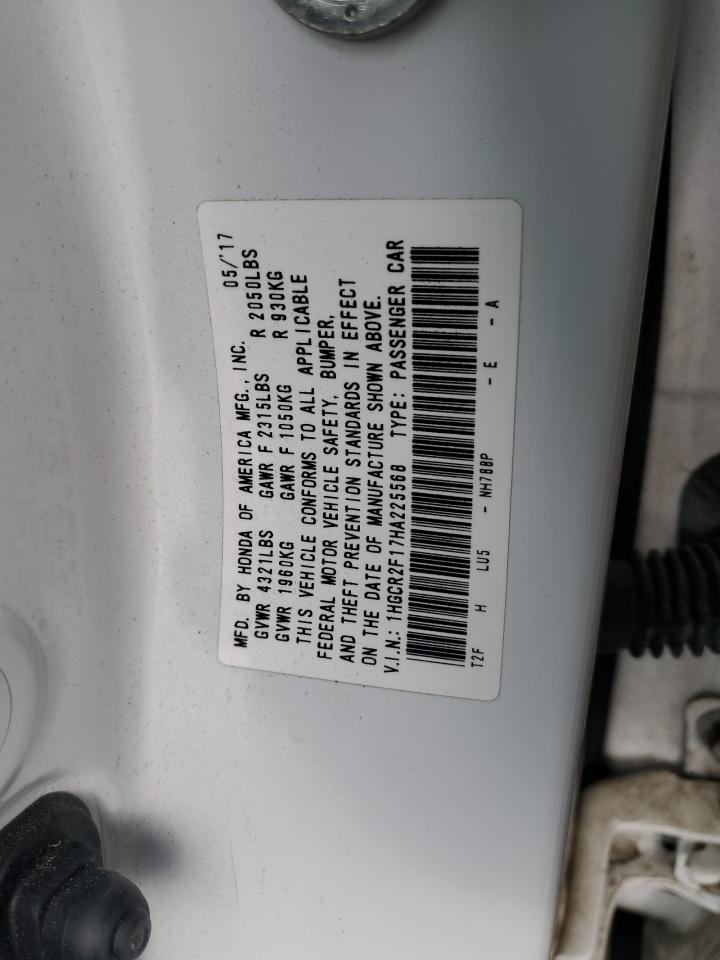 MFD. BY HONDA OF AMERICA MFG., INC. 05/'17
GVWR 4321LBS GAWR F 2315LBS R 2050LBS
GVWR 1960KG GAWR F 1050KG R 930KG
THIS VEHICLE CONFORMS TO ALL APPLICABLE
FEDERAL MOTOR VEHICLE SAFETY, BUMPER,
AND THEFT PREVENTION STANDARDS IN EFFECT
ON THE DATE OF MANUFACTURE SHOWN ABOVE.
V.I.N.: 1HGCR2F17HA225568 TYPE: PASSENGER CAR
T2F H LU5 - NH788P - E - A